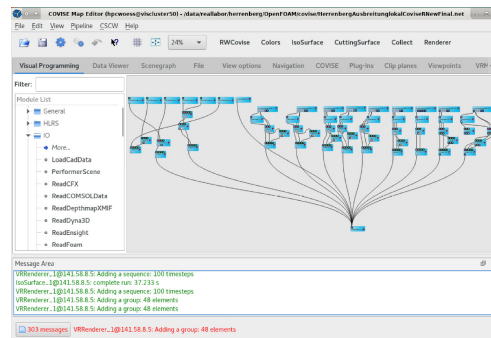 COVISE Map Editor (hpcwoess@viscluster50) - /data/reallabor/herrenberg/OpenFOAM/covise/HerrenbergAusbreitunglokalCoviseRNewFinal.net
File Edit View Pipeline CSCW Help
24% RWCovise Colors IsoSurface CuttingSurface Collect Renderer
Visual Programming Data Viewer Scenegraph File View options Navigation COVISE Plug-Ins Clip planes Viewpoints VRM
Filter:
Module List
General
HLRS
IO
More...
LoadCadData
PerformerScene
ReadCFX
ReadCOMSOLData
ReadDepthmapXMIF
ReadDyna3D
ReadEnsight
ReadFoam
Message Area
VRRenderer_1@141.58.8.5: Adding a sequence: 100 timesteps
IsoSurface_1@141.58.8.5: complete run: 37.233 s
VRRenderer_1@141.58.8.5: Adding a sequence: 100 timesteps
VRRenderer_1@141.58.8.5: Adding a group: 48 elements
VRRenderer_1@141.58.8.5: Adding a group: 48 elements
303 messages VRRenderer_1@141.58.8.5: Adding a group: 48 elements